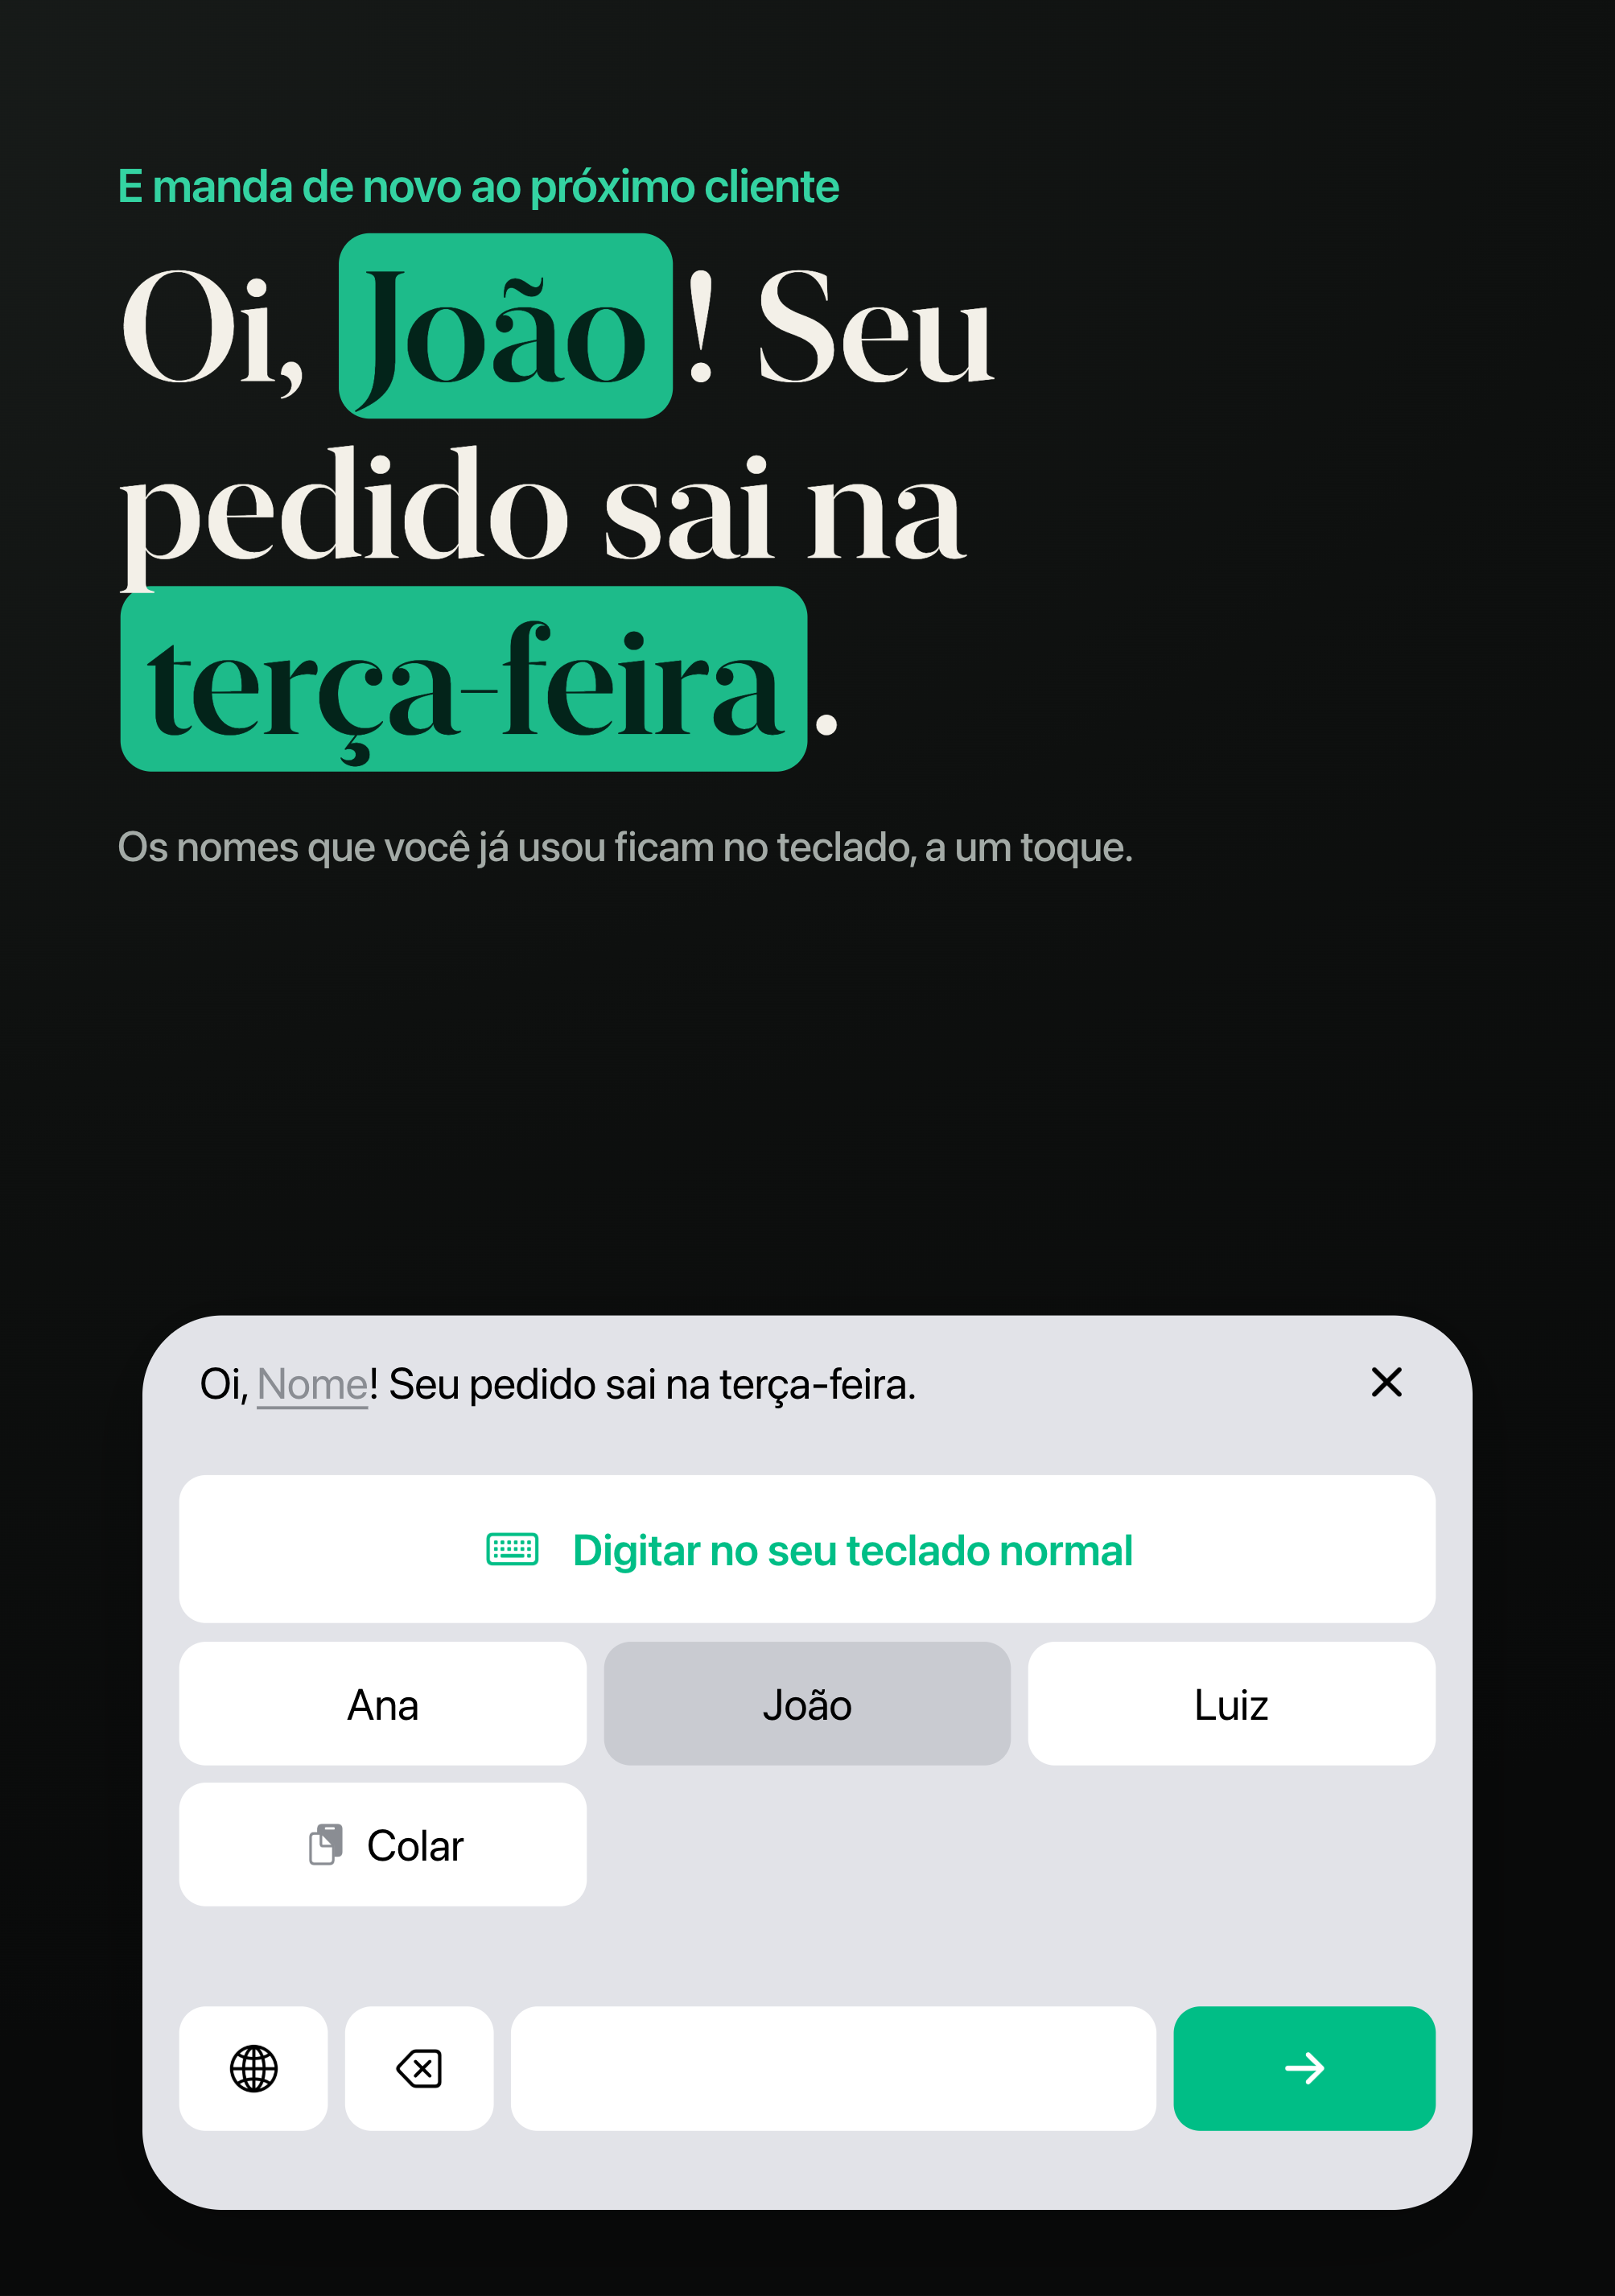 E manda de novo ao próximo cliente
Oi, João! Seu
pedido sai na
terça-feira.
Os nomes que você já usou ficam no teclado, a um toque.
Oi, Nome! Seu pedido sai na terça-feira.
Digitar no seu teclado normal
Ana
João
Luiz
Colar